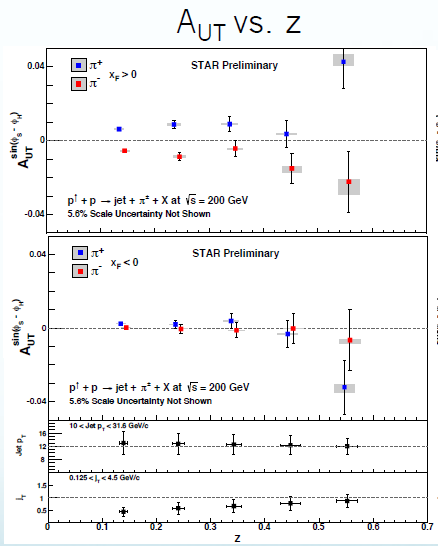 A_UT vs. z
0.04
π⁺
π⁻
x_F > 0
STAR Preliminary
0
A_UT^sin(φ_S - φ_H)
p↑ + p → jet + π± + X at √s = 200 GeV
5.6% Scale Uncertainty Not Shown
-0.04
0.04
π⁺
π⁻
x_F < 0
STAR Preliminary
0
A_UT^sin(φ_S - φ_H)
p↑ + p → jet + π± + X at √s = 200 GeV
5.6% Scale Uncertainty Not Shown
-0.04
10 < Jet p_T < 31.6 GeV/c
16
12
8
Jet p_T
0.125 < j_T < 4.5 GeV/c
1.5
1
0.5
j_T
0 0.1 0.2 0.3 0.4 0.5 0.6 0.7
z